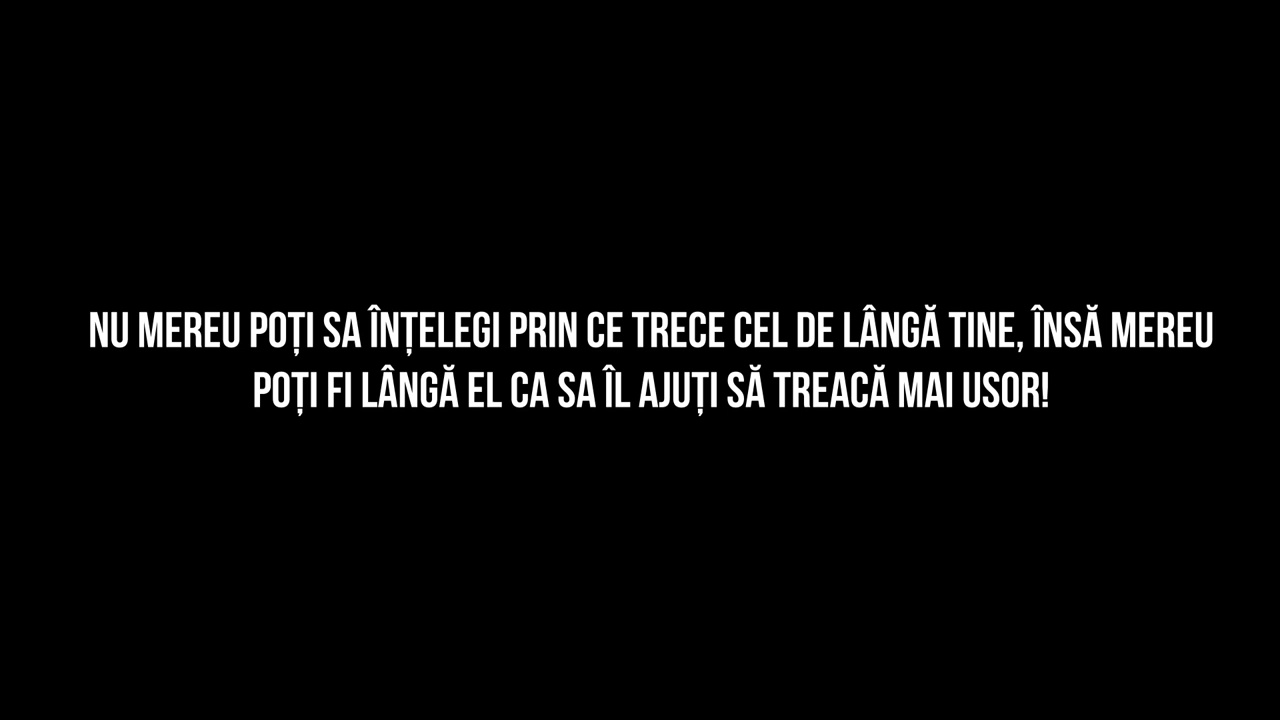 NU MEREU POȚI SA ÎNȚELEGI PRIN CE TRECE CEL DE LÂNGĂ TINE, ÎNSĂ MEREU
POȚI FI LÂNGĂ EL CA SA ÎL AJUȚI SĂ TREACĂ MAI USOR!